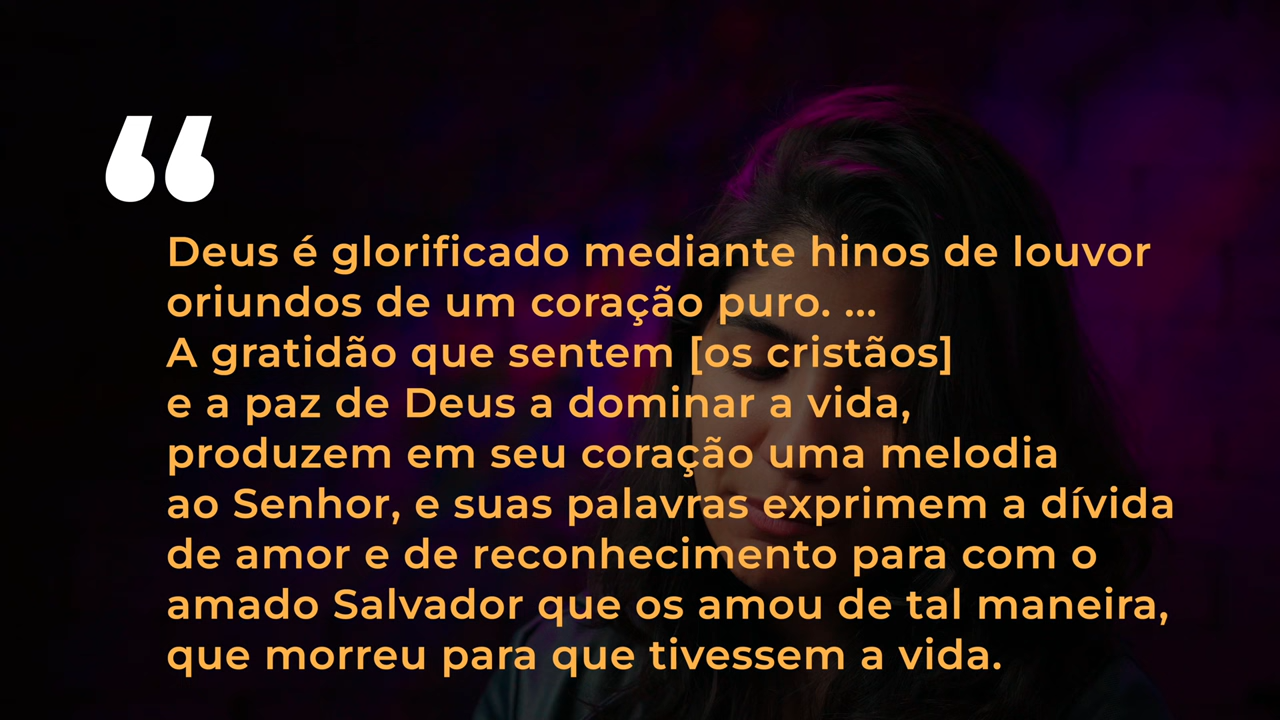 “
Deus é glorificado mediante hinos de louvor
oriundos de um coração puro. ...
A gratidão que sentem [os cristãos]
e a paz de Deus a dominar a vida,
produzem em seu coração uma melodia
ao Senhor, e suas palavras exprimem a dívida
de amor e de reconhecimento para com o
amado Salvador que os amou de tal maneira,
que morreu para que tivessem a vida.